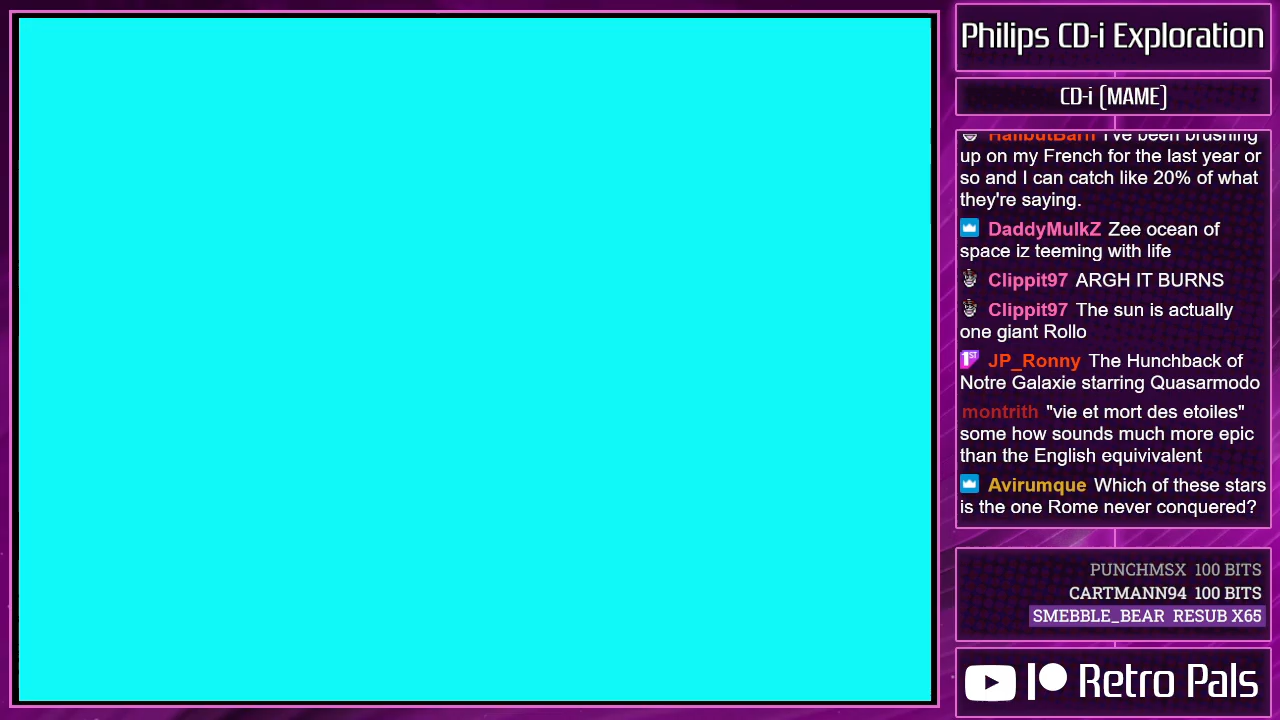 Philips CD-i Exploration
CD-i [MAME]
HalibutBarn I've been brushing
up on my French for the last year or
so and I can catch like 20% of what
they're saying.
DaddyMulkZ Zee ocean of
space iz teeming with life
Clippit97 ARGH IT BURNS
Clippit97 The sun is actually
one giant Rollo
1ST JP_Ronny The Hunchback of
Notre Galaxie starring Quasarmodo
montrith "vie et mort des etoiles"
some how sounds much more epic
than the English equivivalent
Avirumque Which of these stars
is the one Rome never conquered?
PUNCHMSX 100 BITS
CARTMANN94 100 BITS
SMEBBLE_BEAR RESUB X65
Retro Pals